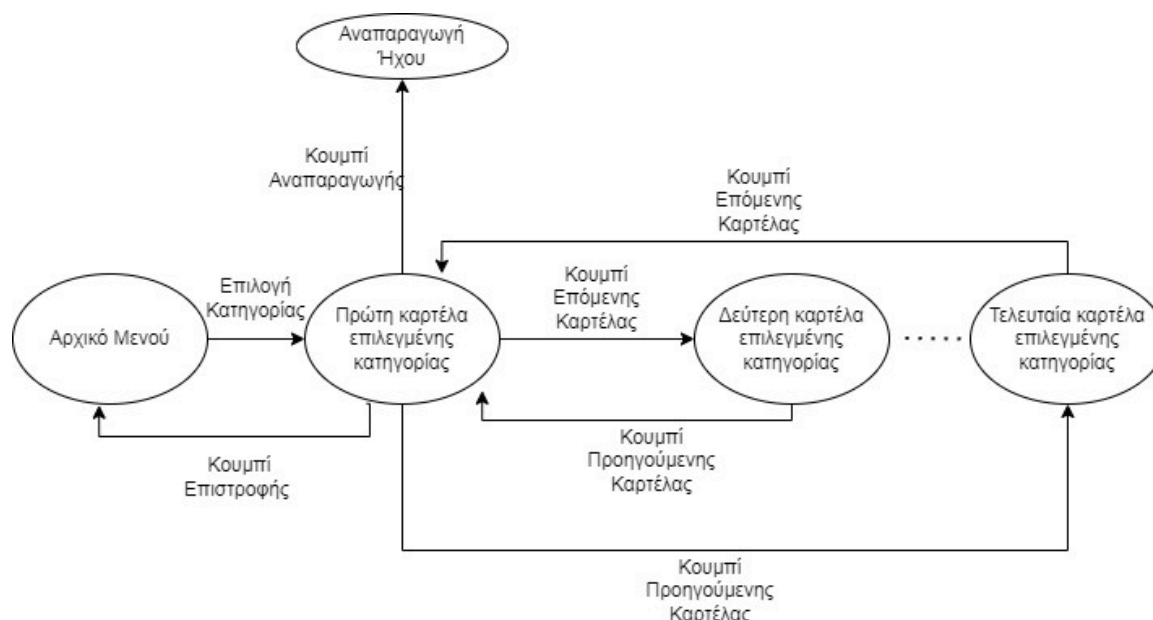 Αναπαραγωγή
Ήχου
Κουμπί
Αναπαραγωγής
Κουμπί
Επόμενης
Καρτέλας
Επιλογή
Κατηγορίας
Κουμπί
Επόμενης
Καρτέλας
Αρχικό Μενού
Πρώτη καρτέλα
επιλεγμένης
κατηγορίας
Δεύτερη καρτέλα
επιλεγμένης
κατηγορίας
Τελευταία καρτέλα
επιλεγμένης
κατηγορίας
Κουμπί
Επιστροφής
Κουμπί
Προηγούμενης
Καρτέλας
Κουμπί
Προηγούμενης
Καρτέλας